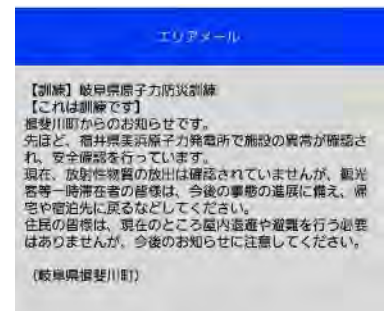 エリアメール
【訓練】岐阜県原子力防災訓練
【これは訓練です】
揖斐川町からのお知らせです。
先ほど、福井県美浜原子力発電所で施設の異常が確認さ
れ、安全確認を行っています。
現在、放射性物質の放出は確認されていませんが、観光
客等一時滞在者の皆様は、今後の事態の進展に備え、帰
宅や宿泊先に戻るなどしてください。
住民の皆様は、現在のところ屋内退避や避難を行う必要
はありませんが、今後のお知らせに注意してください。
（岐阜県揖斐川町）